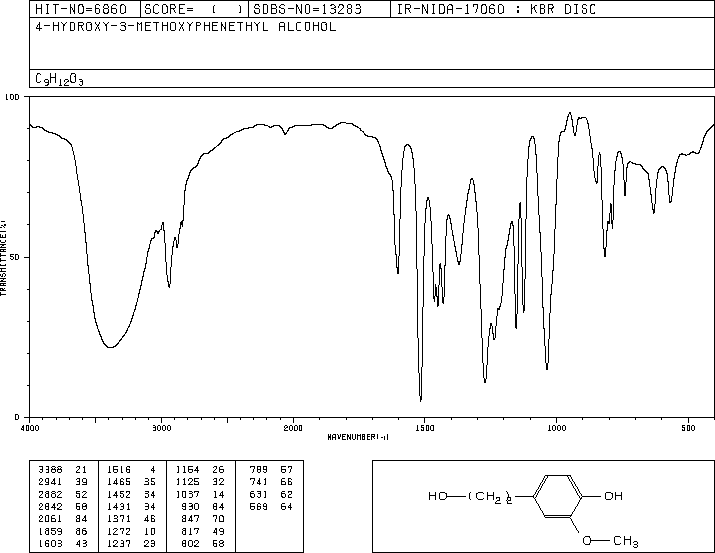 HIT-NO=6860 SCORE= ( ) SDBS-NO=13283 IR-NIDA-17060 : KBR DISC
4-HYDROXY-3-METHOXYPHENETHYL ALCOHOL
C9H12O3
100
TRANSMITTANCE(%)
50
0
4000 3000 2000 1500 1000 500
WAVENUMBER(-1)
3388 21 1516 4 1154 26 789 57
2941 39 1465 35 1125 32 741 66
2882 52 1452 34 1037 14 631 62
2842 58 1431 34 930 84 569 64
2061 84 1371 46 847 70
1859 86 1272 10 817 49
1603 43 1237 23 802 58
HO (CH2)2 OH
O CH3